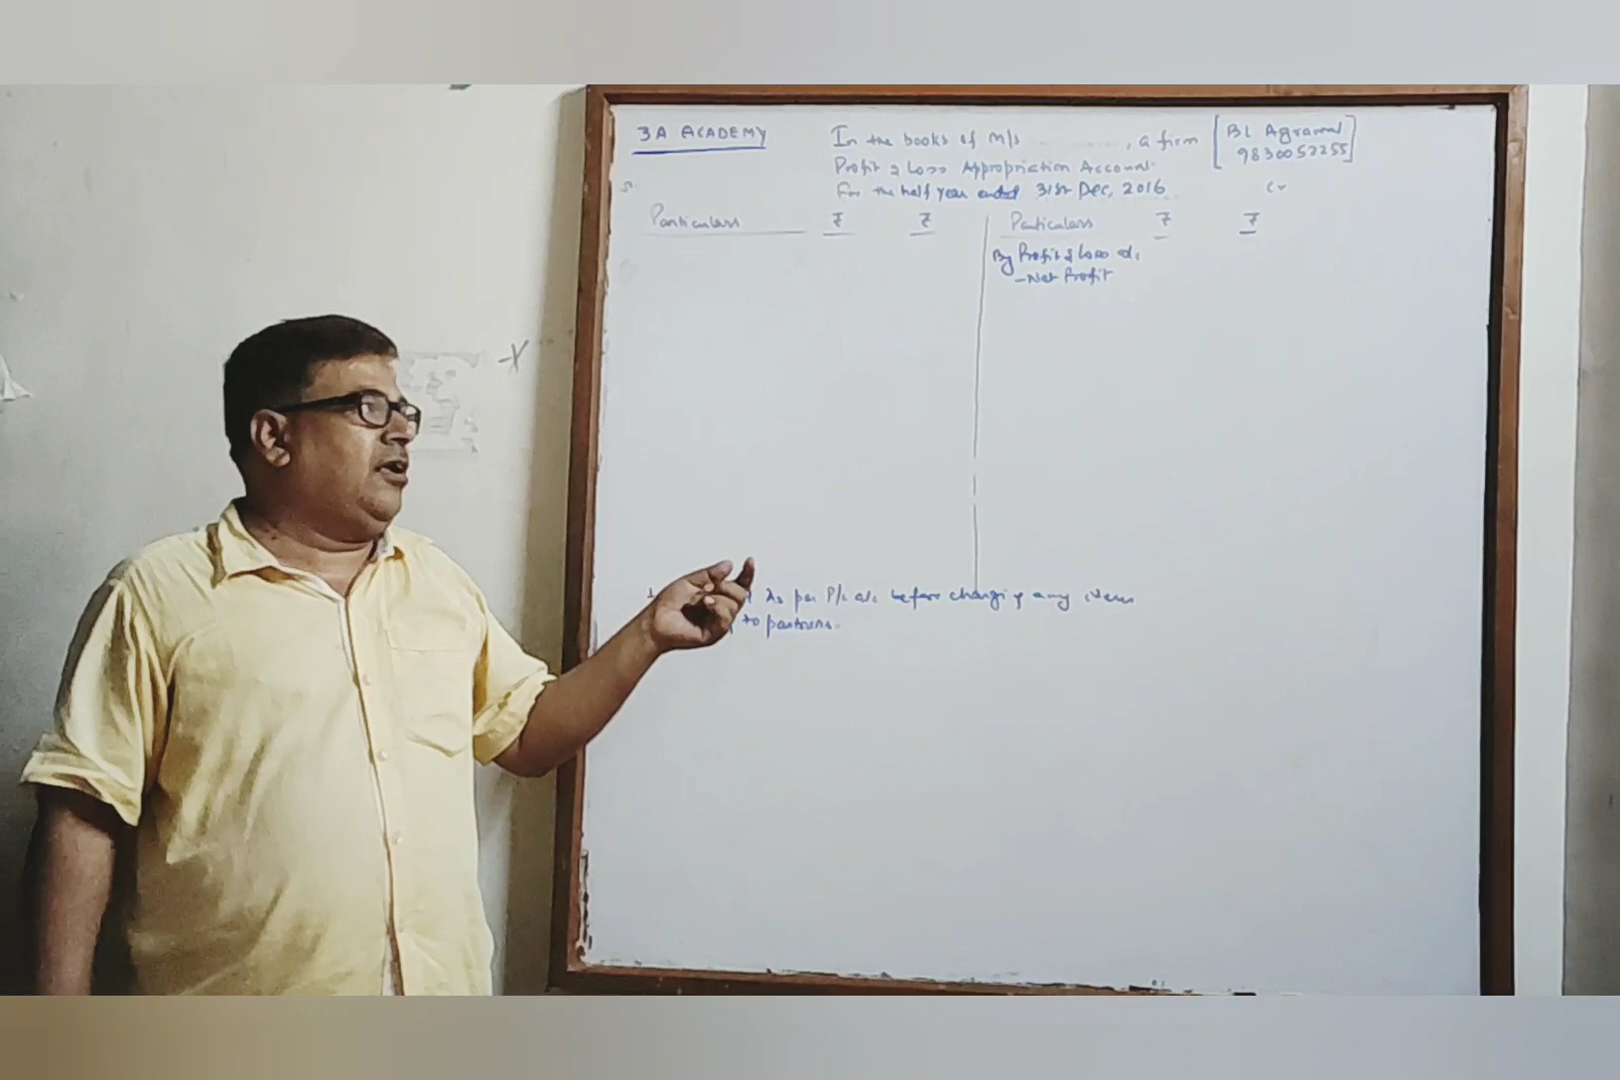 3A ACADEMY
In the books of M/s ............, a firm
[BL Agrawal
9830052255]
Profit & Loss Appropriation Account
For the half year ended 31st Dec, 2016
Cr
Particulars ₹ ₹ Particulars ₹ ₹
By Profit & Loss a/c
- Net Profit
As per P/L a/c before charging any items
to partners.